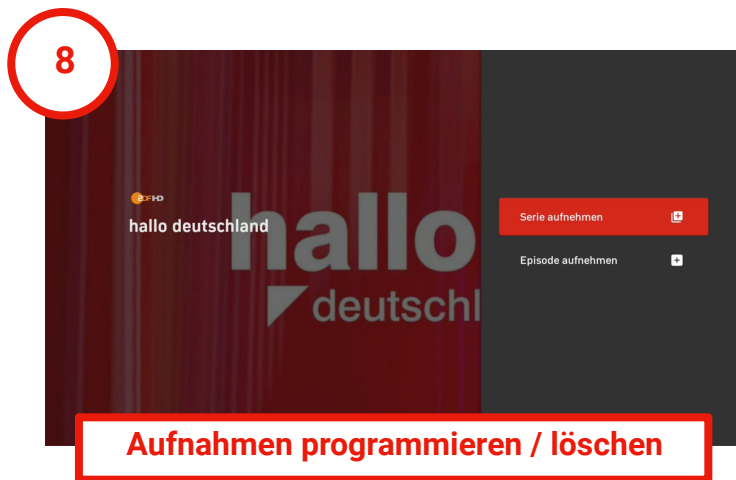 8
ZDF HD
hallo deutschland
hallo
deutschl
Serie aufnehmen
Episode aufnehmen
Aufnahmen programmieren / löschen